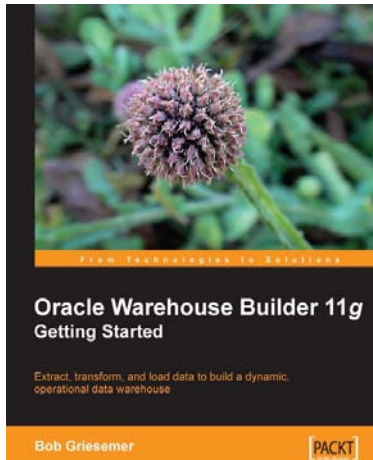 From Technologies to Solutions
Oracle Warehouse Builder 11g
Getting Started
Extract, transform, and load data to build a dynamic,
operational data warehouse
Bob Griesemer
PACKT